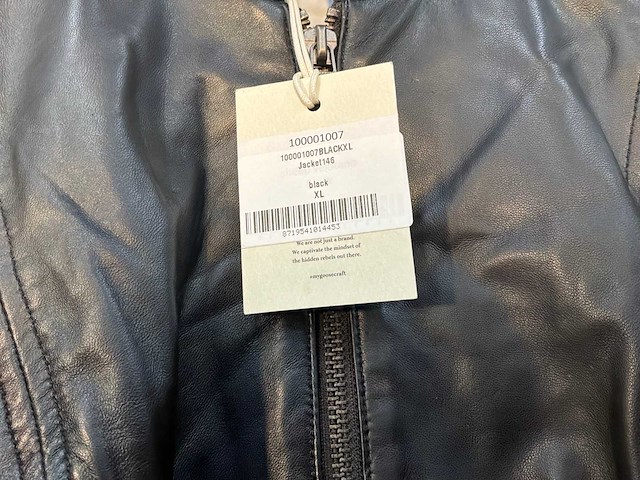 100001007
100001007BLACKXL
Jacket146
black
XL
8719541014453
We are not just a brand.
We captivate the mindset of
the hidden rebels out there.
#mygoosecraft